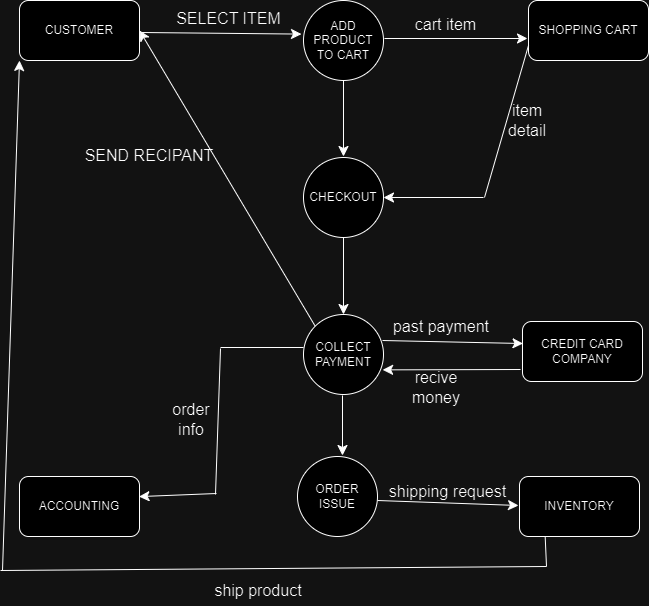 CUSTOMER
SELECT ITEM
ADD
PRODUCT
TO CART
cart item
SHOPPING CART
item
detail
SEND RECIPANT
CHECKOUT
past payment
COLLECT
PAYMENT
CREDIT CARD
COMPANY
recive
money
order
info
ACCOUNTING
ORDER
ISSUE
shipping request
INVENTORY
ship product